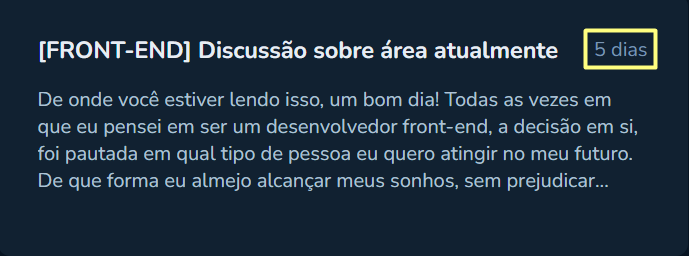 [FRONT-END] Discussão sobre área atualmente 5 dias
De onde você estiver lendo isso, um bom dia! Todas as vezes em
que eu pensei em ser um desenvolvedor front-end, a decisão em si,
foi pautada em qual tipo de pessoa eu quero atingir no meu futuro.
De que forma eu almejo alcançar meus sonhos, sem prejudicar...